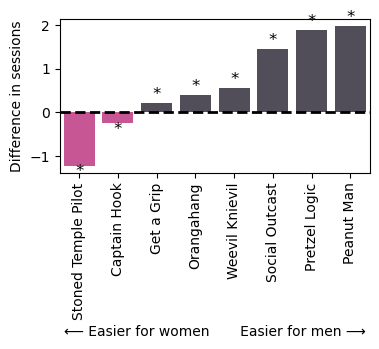 Difference in sessions
2
1
0
−1
* * * * * * * *
Stoned Temple Pilot
Captain Hook
Get a Grip
Orangahang
Weevil Knievil
Social Outcast
Pretzel Logic
Peanut Man
⟵ Easier for women Easier for men ⟶